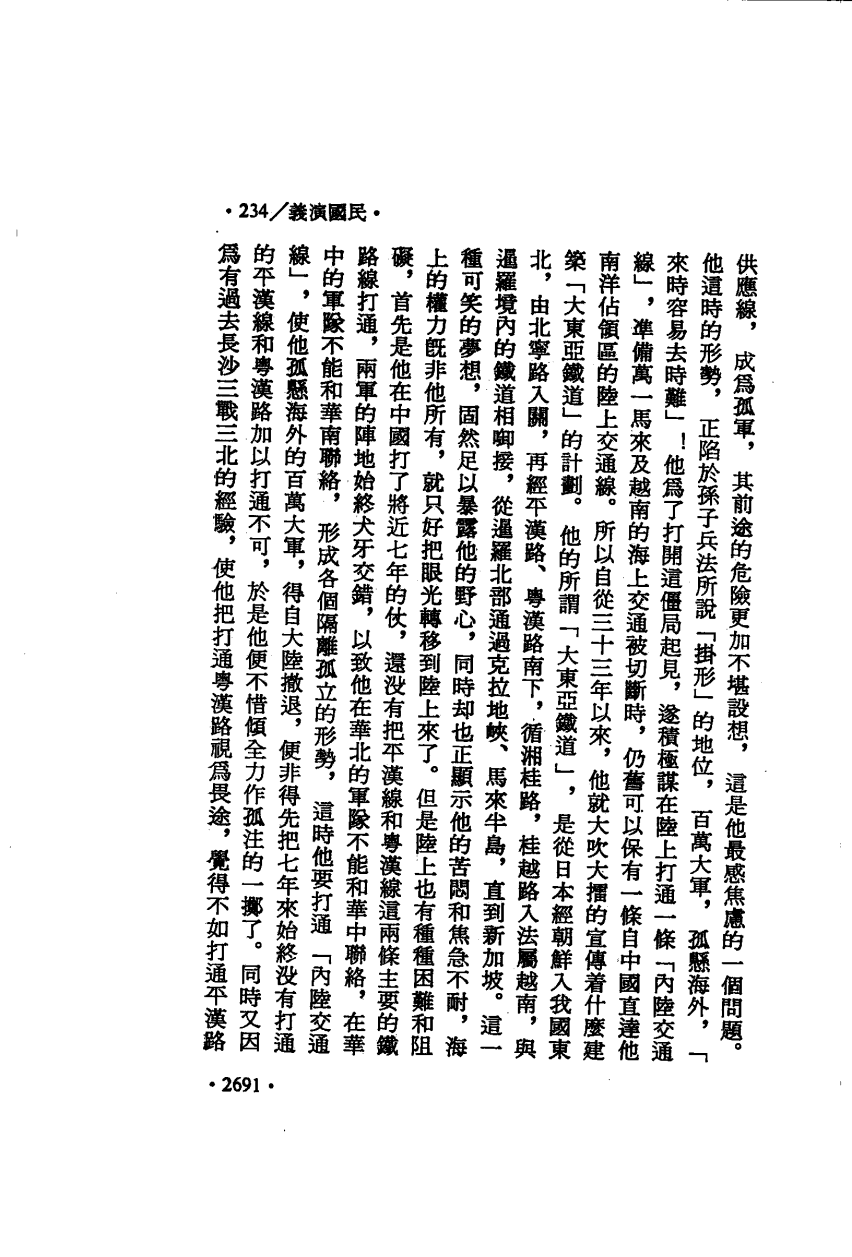 •234／義演國民•
供應線，成爲孤軍，其前途的危險更加不堪設想，這是他最感焦慮的一個問題。
他這時的形勢，正陷於孫子兵法所說「掛形」的地位，百萬大軍，孤懸海外，「
來時容易去時難」！他爲了打開這僵局起見，遂積極謀在陸上打通一條「內陸交通
線」，準備萬一馬來及越南的海上交通被切斷時，仍舊可以保有一條自中國直達他
南洋佔領區的陸上交通線。所以自從三十三年以來，他就大吹大擂的宣傳着什麼建
築「大東亞鐵道」的計劃。他的所謂「大東亞鐵道」，是從日本經朝鮮入我國東
北，由北寧路入關，再經平漢路、粵漢路南下，循湘桂路，桂越路入法屬越南，與
暹羅境內的鐵道相啣接，從暹羅北部通過克拉地峽、馬來半島，直到新加坡。這一
種可笑的夢想，固然足以暴露他的野心，同時却也正顯示他的苦悶和焦急不耐，海
上的權力旣非他所有，就只好把眼光轉移到陸上來了。但是陸上也有種種困難和阻
礙，首先是他在中國打了將近七年的仗，還没有把平漢線和粵漢線這兩條主要的鐵
路線打通，兩軍的陣地始終犬牙交錯，以致他在華北的軍隊不能和華中聯絡，在華
中的軍隊不能和華南聯絡，形成各個隔離孤立的形勢，這時他要打通「內陸交通
線」，使他孤懸海外的百萬大軍，得自大陸撤退，便非得先把七年來始終没有打通
的平漢線和粵漢路加以打通不可，於是他便不惜傾全力作孤注的一擲了。同時又因
爲有過去長沙三戰三北的經驗，使他把打通粵漢路視爲畏途，覺得不如打通平漢路
•2691•